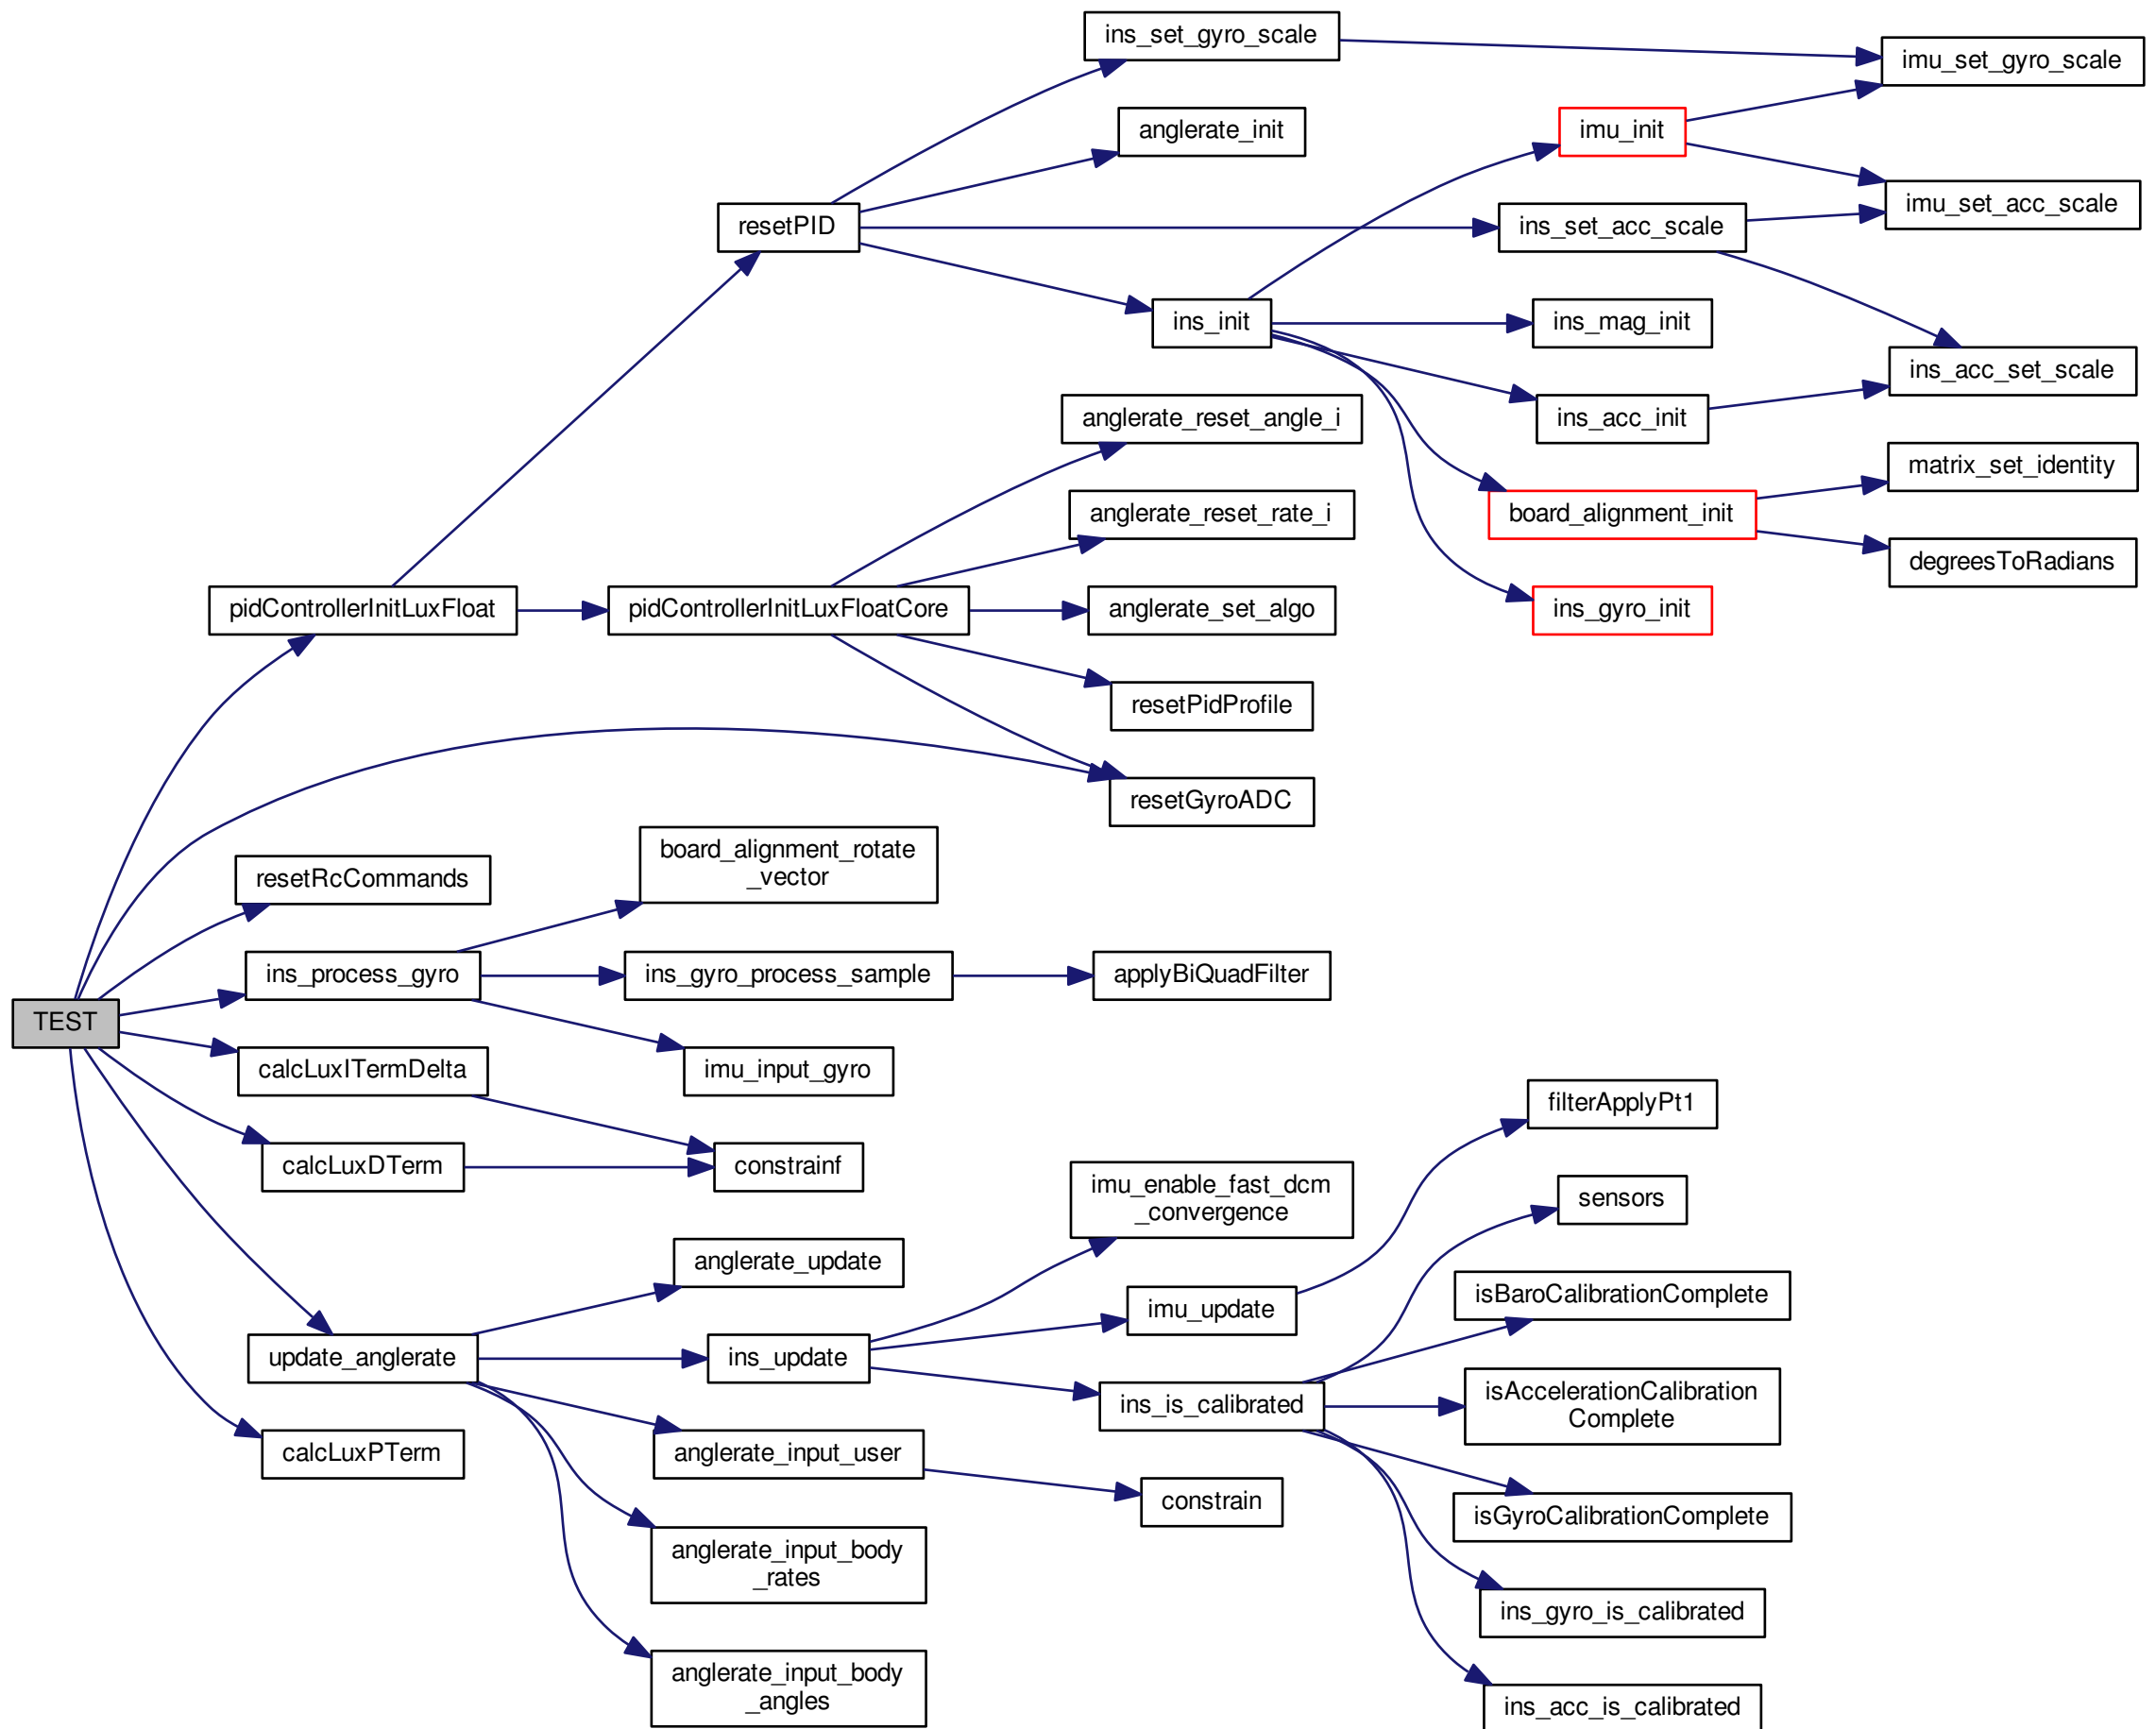 ins_set_gyro_scale
imu_set_gyro_scale
anglerate_init
imu_init
resetPID
ins_set_acc_scale
imu_set_acc_scale
ins_init
ins_mag_init
ins_acc_set_scale
anglerate_reset_angle_i
ins_acc_init
matrix_set_identity
anglerate_reset_rate_i
board_alignment_init
degreesToRadians
pidControllerInitLuxFloat
pidControllerInitLuxFloatCore
anglerate_set_algo
ins_gyro_init
resetPidProfile
resetGyroADC
board_alignment_rotate
_vector
resetRcCommands
ins_process_gyro
ins_gyro_process_sample
applyBiQuadFilter
TEST
calcLuxITermDelta
imu_input_gyro
filterApplyPt1
calcLuxDTerm
constrainf
imu_enable_fast_dcm
_convergence
sensors
anglerate_update
imu_update
isBaroCalibrationComplete
update_anglerate
ins_update
ins_is_calibrated
isAccelerationCalibration
Complete
calcLuxPTerm
anglerate_input_user
constrain
isGyroCalibrationComplete
anglerate_input_body
_rates
ins_gyro_is_calibrated
anglerate_input_body
_angles
ins_acc_is_calibrated